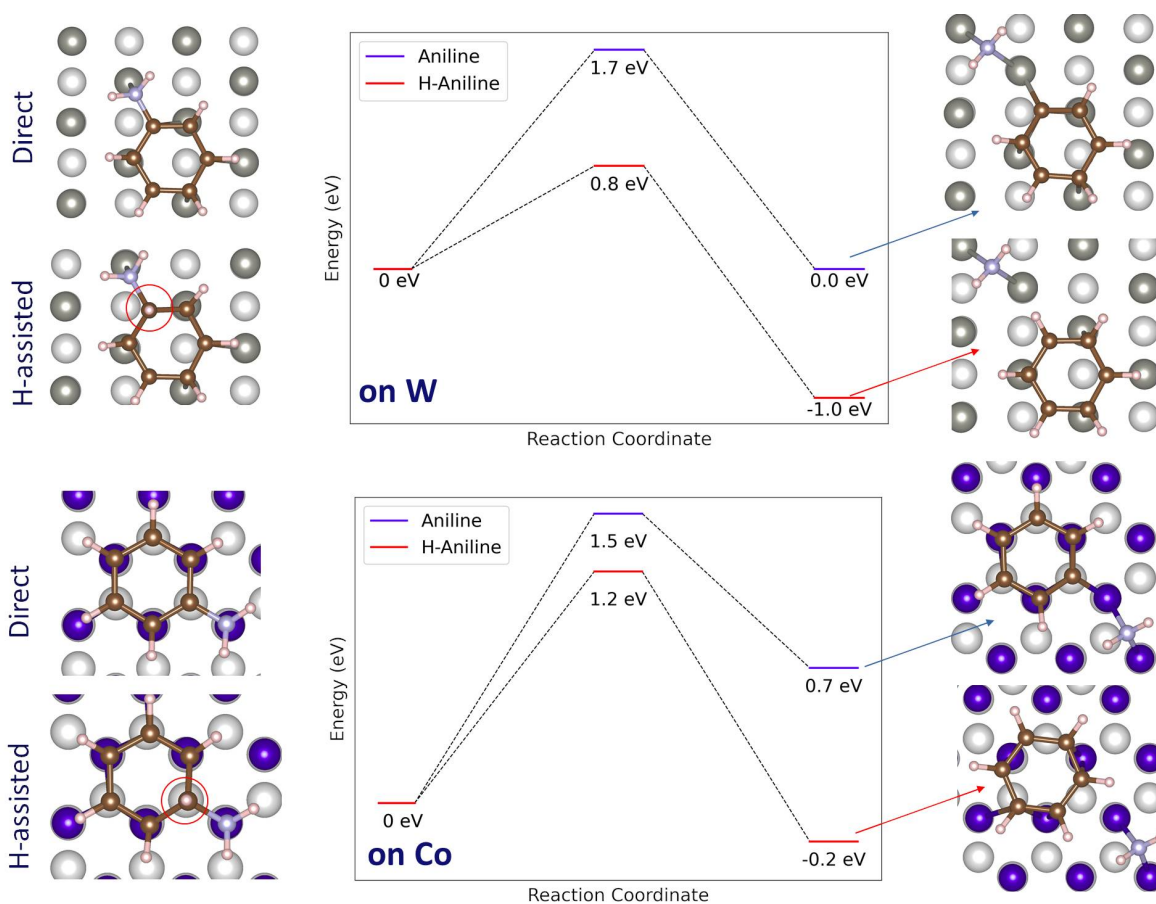 Direct
H-assisted
Energy (eV)
Aniline
H-Aniline
1.7 eV
0.8 eV
0 eV
0.0 eV
-1.0 eV
on W
Reaction Coordinate
Direct
H-assisted
Energy (eV)
Aniline
H-Aniline
1.5 eV
1.2 eV
0.7 eV
0 eV
-0.2 eV
on Co
Reaction Coordinate